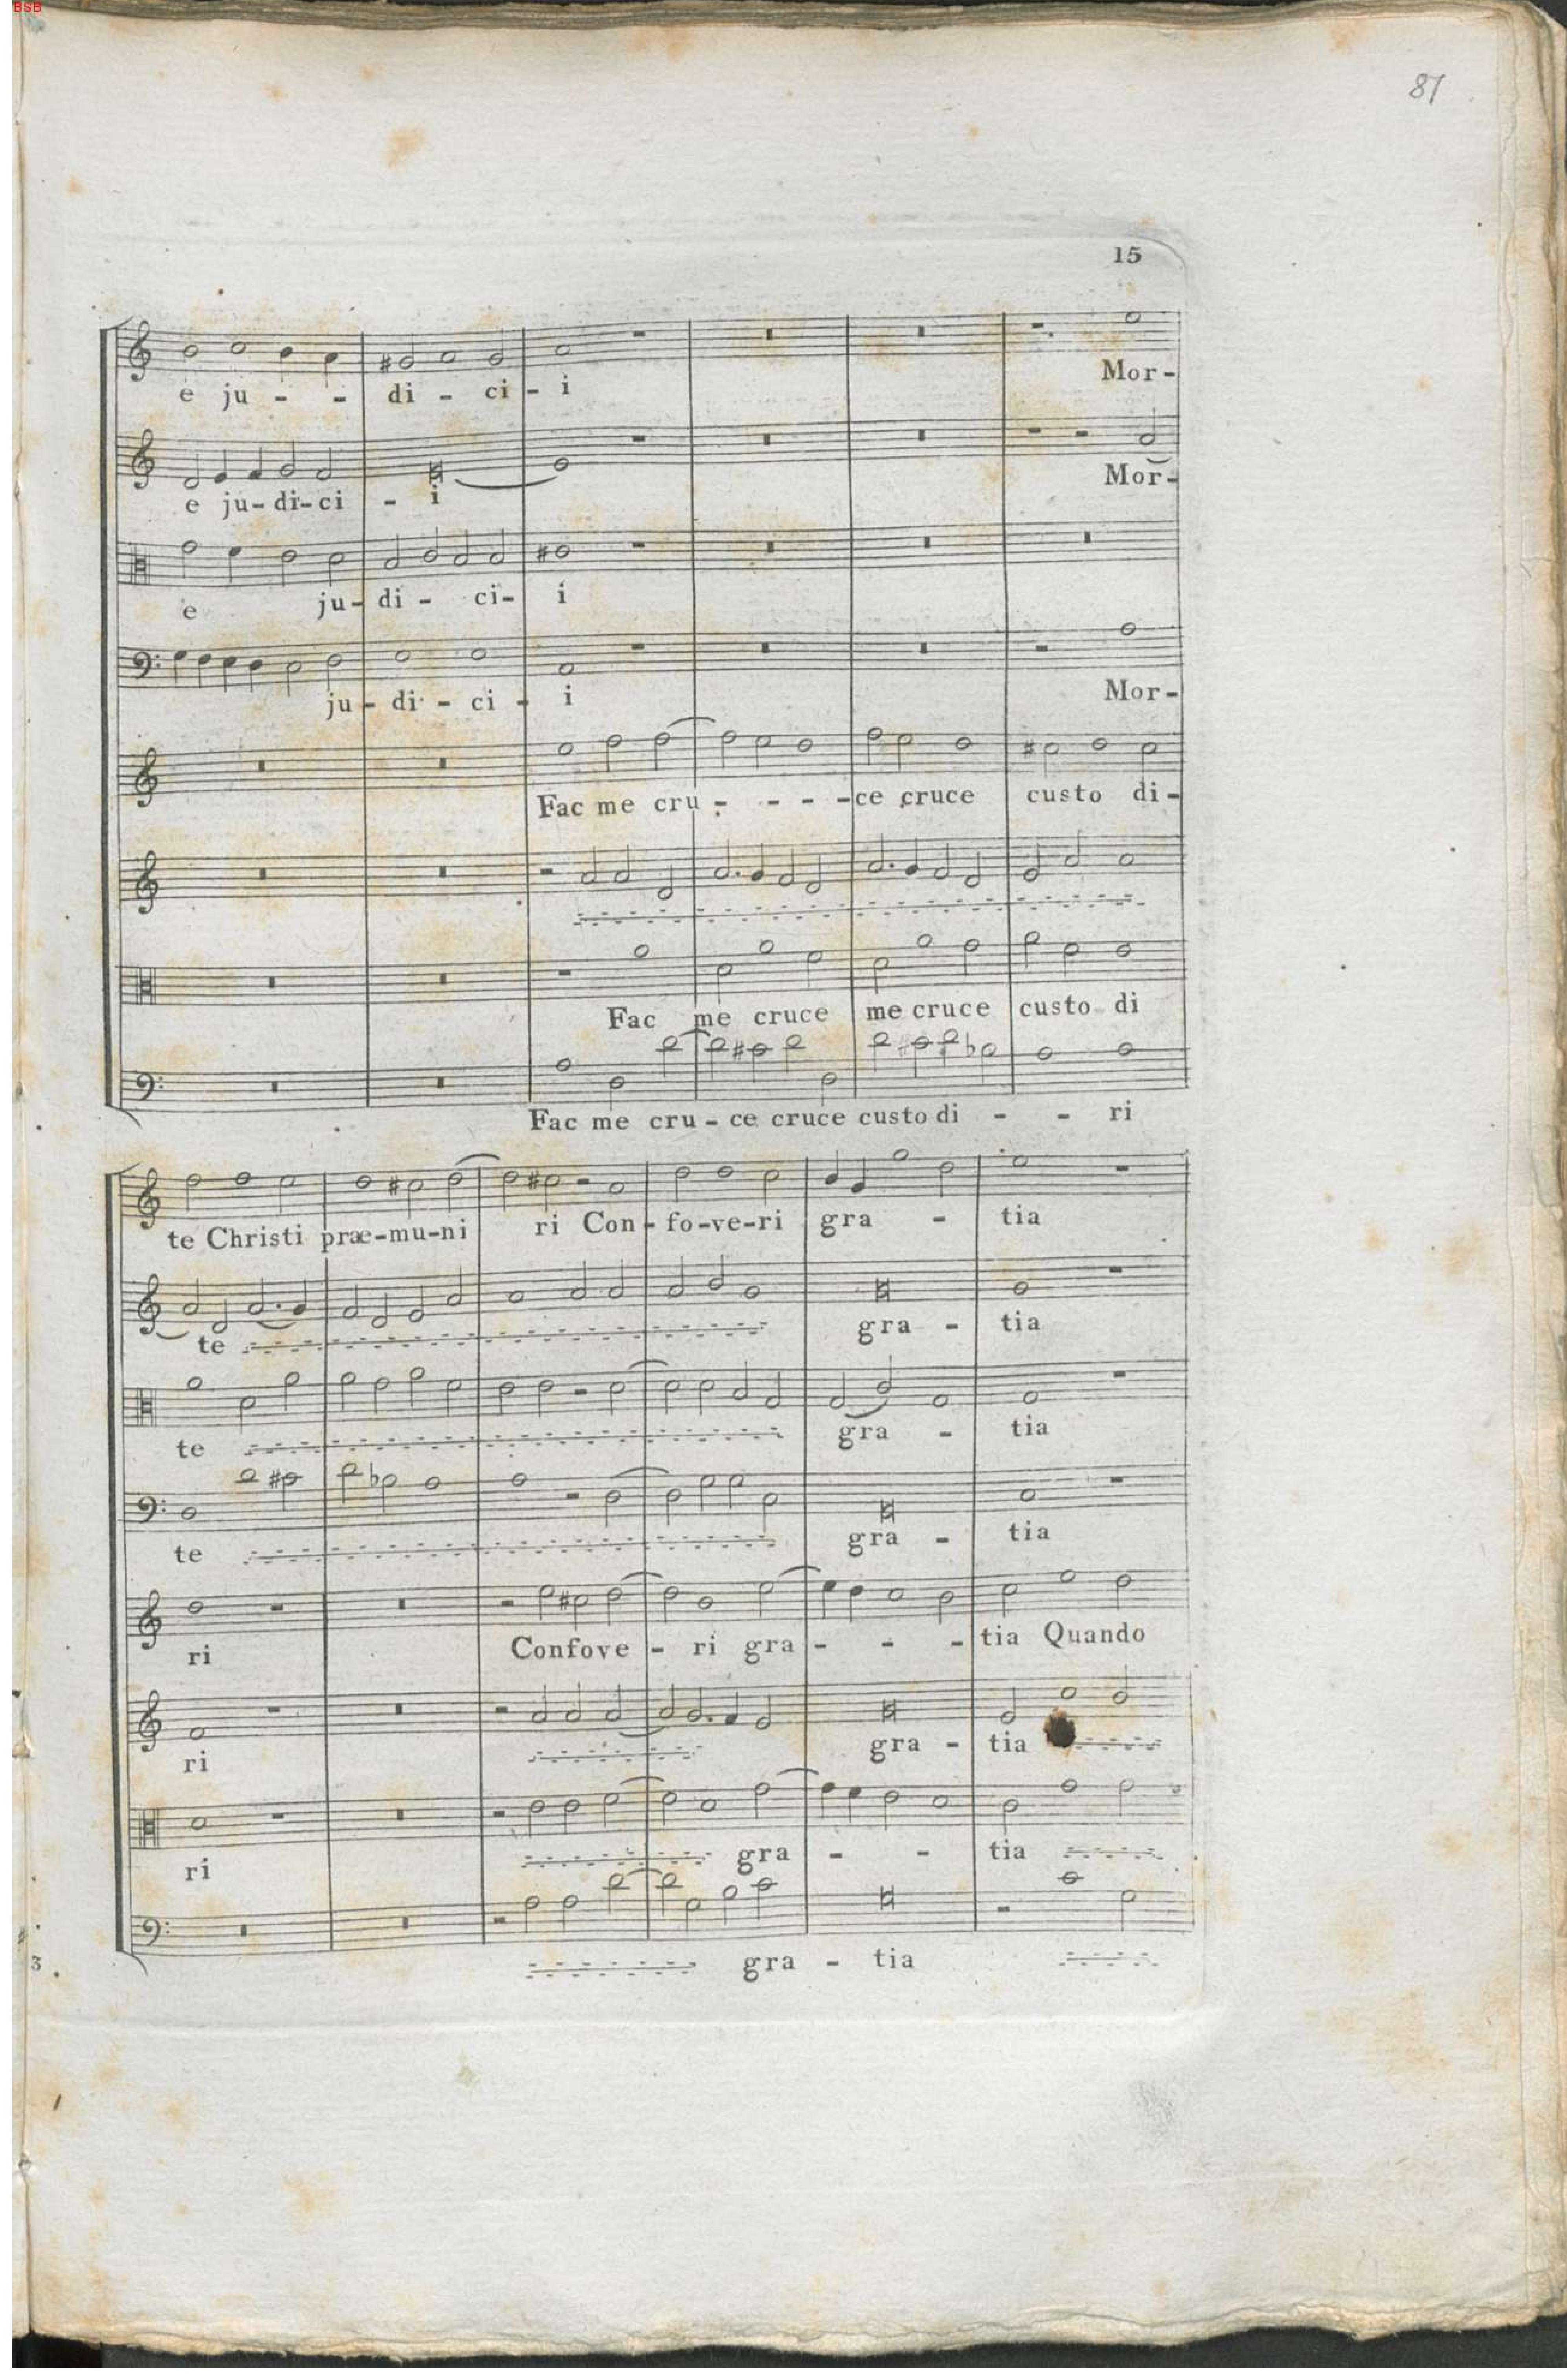 BSB
87
15
e ju - - di - ci - i Mor-
e ju-di-ci - i Mor-
e ju-di - ci- i
ju - di - ci - i Mor-
Fac me cru - - - -ce cruce custo di-
Fac me cruce me cruce custo di
Fac me cru - ce cruce custo di - - ri
te Christi præ-mu-ni ri Con - fo-ve-ri gra - tia
te gra - tia
te gra - tia
te gra - tia
ri Confove - ri gra - - - tia Quando
ri gra - tia
ri gra - - tia
gra - tia
3.